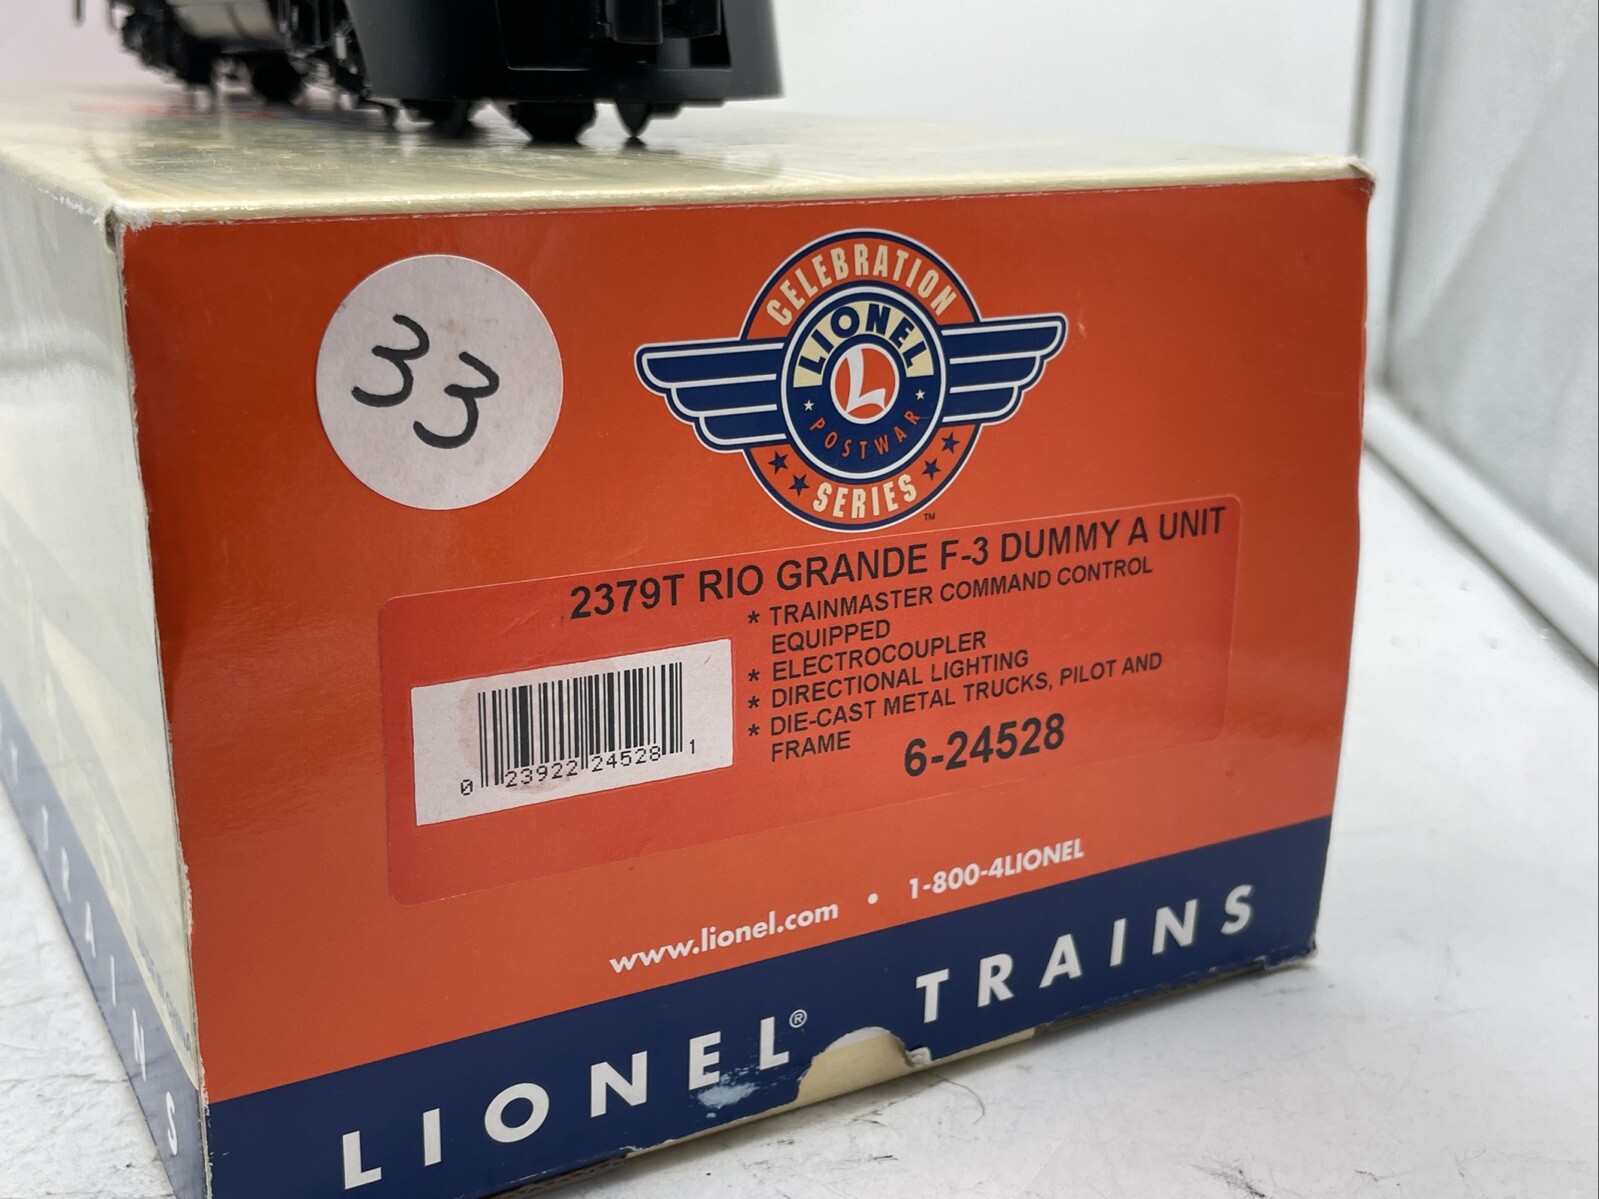 33
CELEBRATION
LIONEL
L
POSTWAR
SERIES
™
2379T RIO GRANDE F-3 DUMMY A UNIT
* TRAINMASTER COMMAND CONTROL
EQUIPPED
* ELECTROCOUPLER
* DIRECTIONAL LIGHTING
* DIE-CAST METAL TRUCKS, PILOT AND
FRAME
6-24528
0 23922 24528 1
www.lionel.com • 1-800-4LIONEL
LIONEL® TRAINS
TRAINS